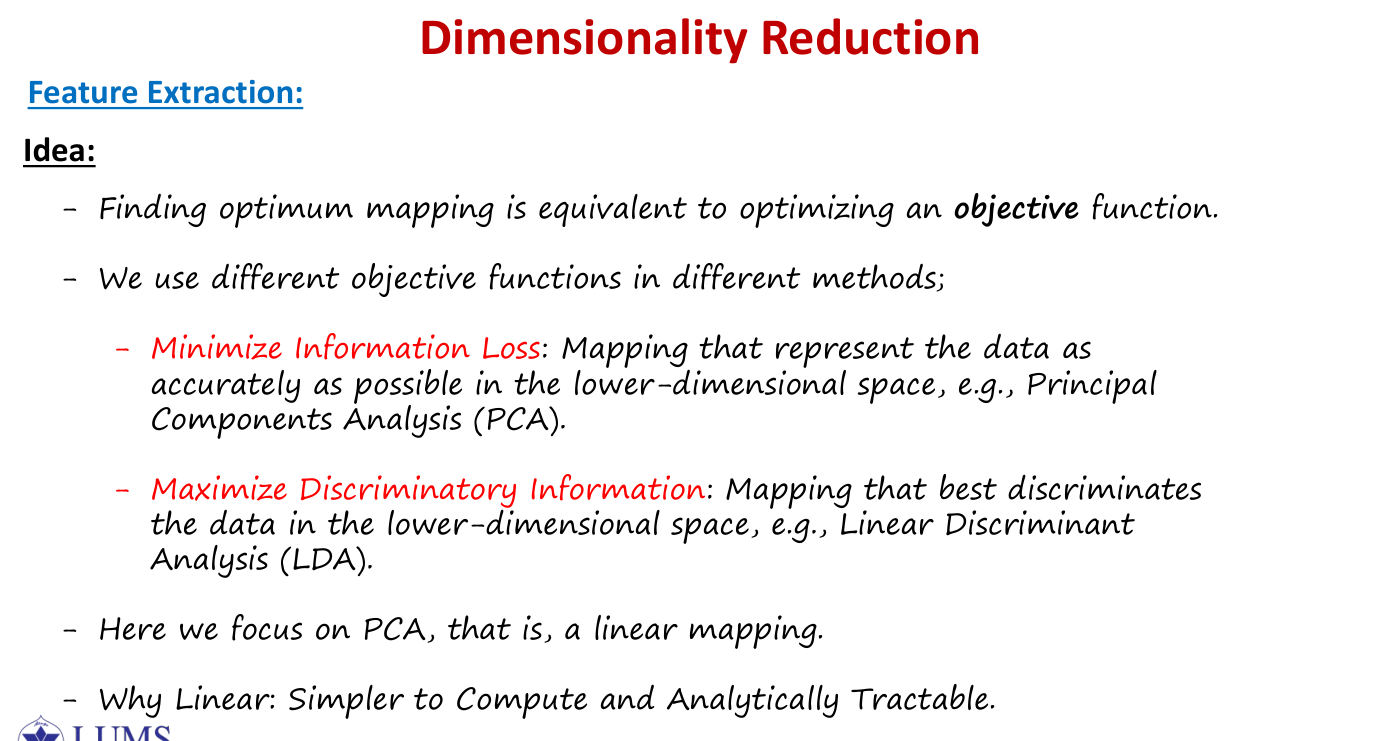 Dimensionality Reduction
Feature Extraction:
Idea:
- Finding optimum mapping is equivalent to optimizing an objective function.
- We use different objective functions in different methods;
- Minimize Information Loss: Mapping that represent the data as
accurately as possible in the lower-dimensional space, e.g., Principal
Components Analysis (PCA).
- Maximize Discriminatory Information: Mapping that best discriminates
the data in the lower-dimensional space, e.g., Linear Discriminant
Analysis (LDA).
- Here we focus on PCA, that is, a linear mapping.
- Why Linear: Simpler to Compute and Analytically Tractable.
LUMS